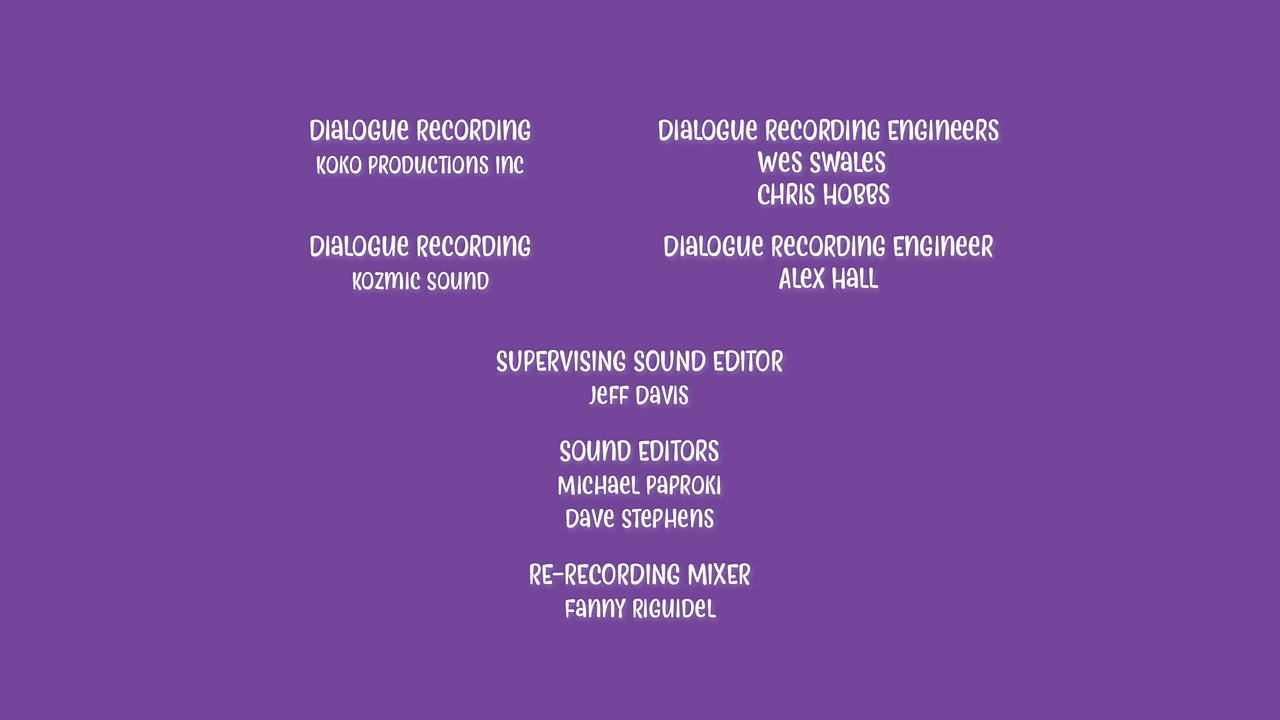 Dialogue Recording
Koko Productions Inc
Dialogue Recording Engineers
Wes Swales
Chris Hobbs
Dialogue Recording
Kozmic Sound
Dialogue Recording Engineer
Alex Hall
Supervising Sound Editor
Jeff Davis
Sound Editors
Michael Paproki
Dave Stephens
Re-Recording Mixer
Fanny Riguidel